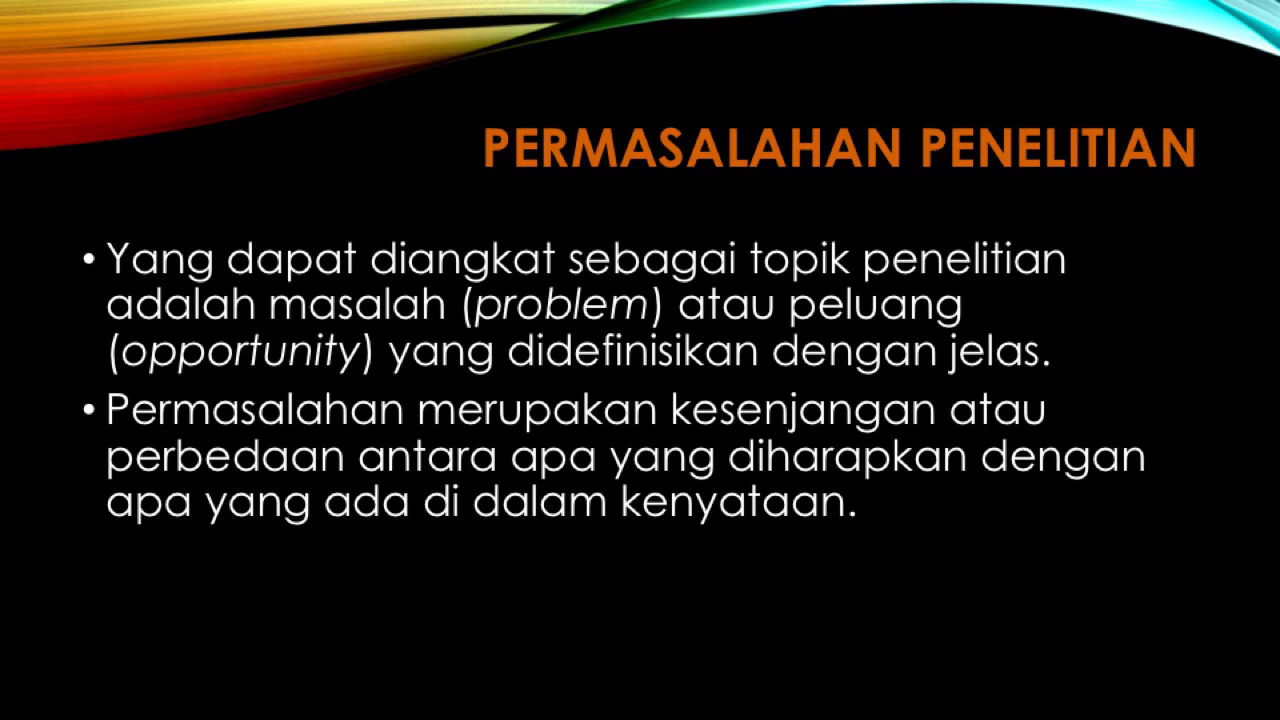 PERMASALAHAN PENELITIAN
• Yang dapat diangkat sebagai topik penelitian
adalah masalah (problem) atau peluang
(opportunity) yang didefinisikan dengan jelas.
• Permasalahan merupakan kesenjangan atau
perbedaan antara apa yang diharapkan dengan
apa yang ada di dalam kenyataan.